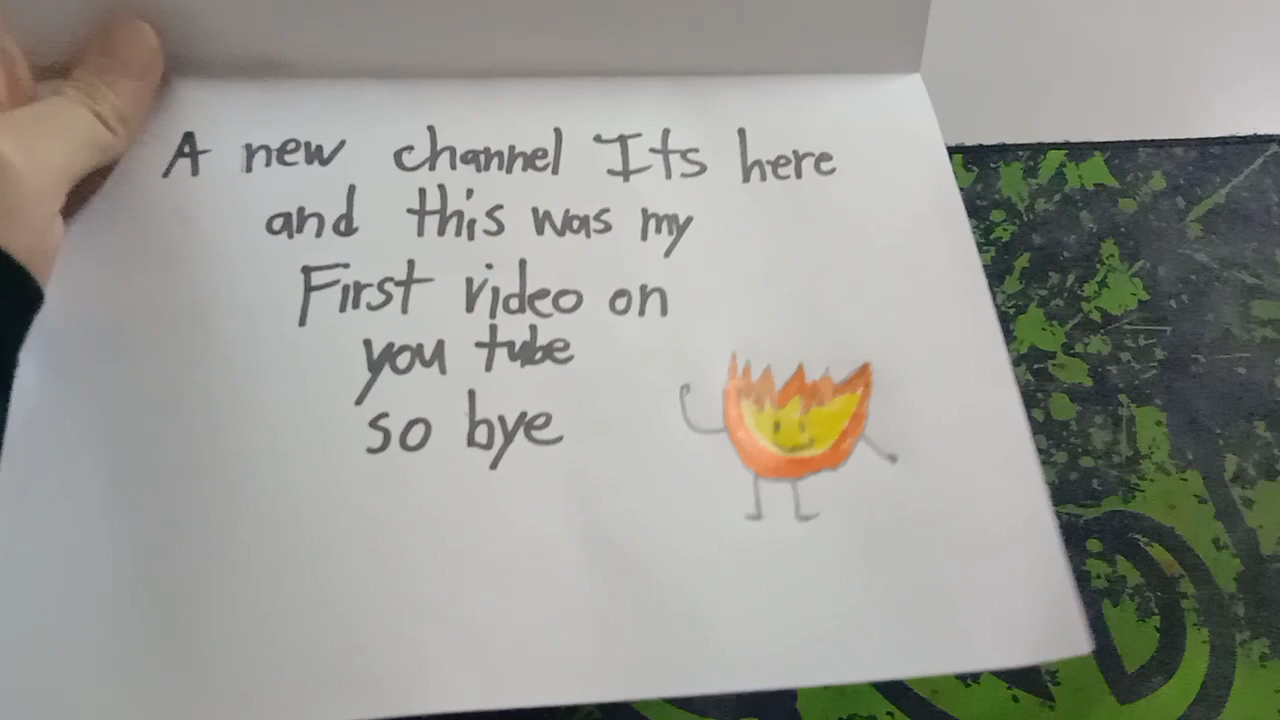 A new channel Its here
and this was my
First video on
you tube
so bye